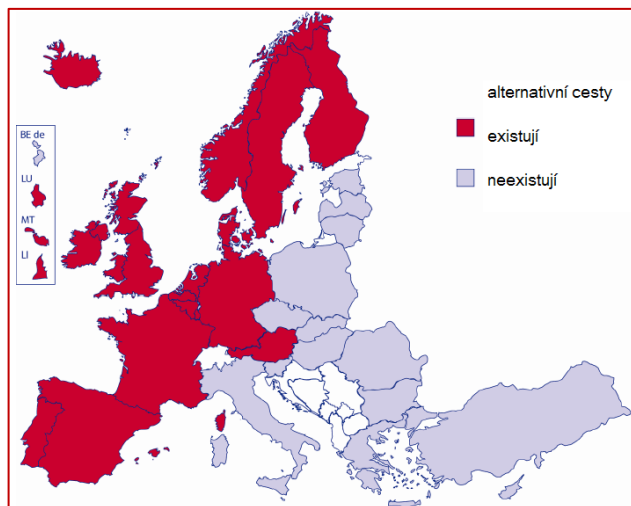 alternativní cesty
existují
neexistují
BE de
LU
MT
LI